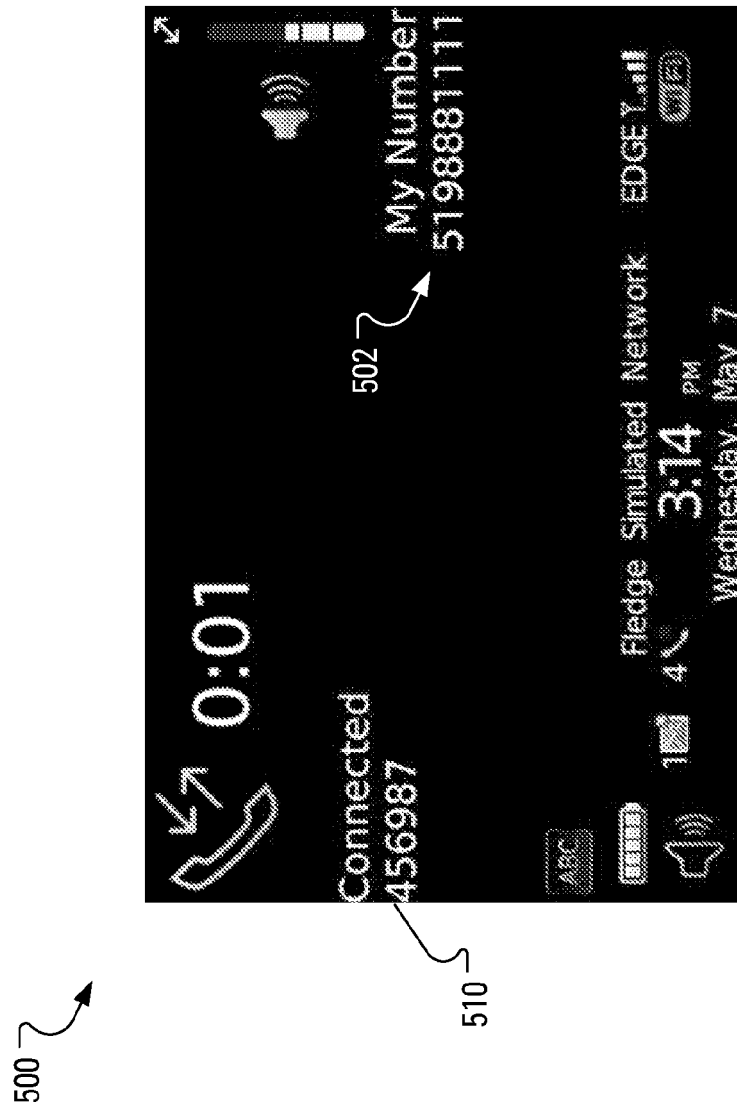 500
0:01
Connected
456987
510
My Number
5198881111
502
ABC
Fledge Simulated Network
EDGE
1
4
3:14 PM
Wednesday, May 7